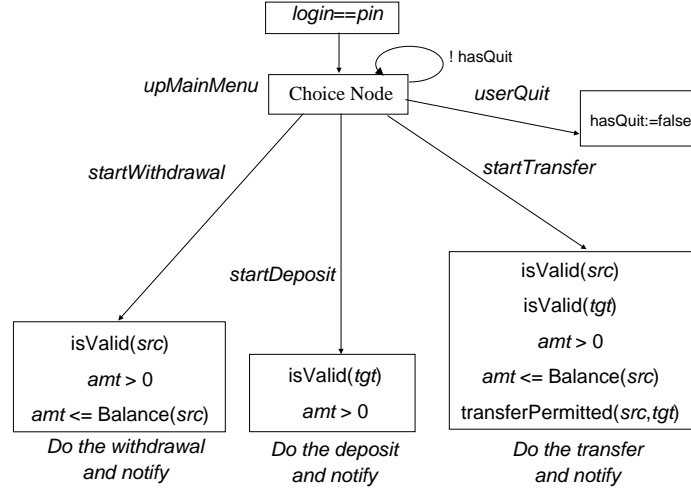 login==pin
! hasQuit
upMainMenu
Choice Node
userQuit
hasQuit:=false
startWithdrawal
startTransfer
startDeposit
isValid(src)
amt > 0
amt <= Balance(src)
Do the withdrawal
and notify
isValid(tgt)
amt > 0
Do the deposit
and notify
isValid(src)
isValid(tgt)
amt > 0
amt <= Balance(src)
transferPermitted(src,tgt)
Do the transfer
and notify